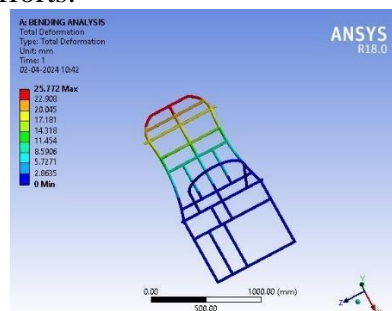 A: BENDING ANALYSIS
Total Deformation
Type: Total Deformation
Unit: mm
Time: 1
02-04-2024 10:42
25.772 Max
22.908
20.045
17.181
14.318
11.454
8.5906
5.7271
2.8635
0 Min
ANSYS
R18.0
0.00
1000.00 (mm)
500.00
Y
Z